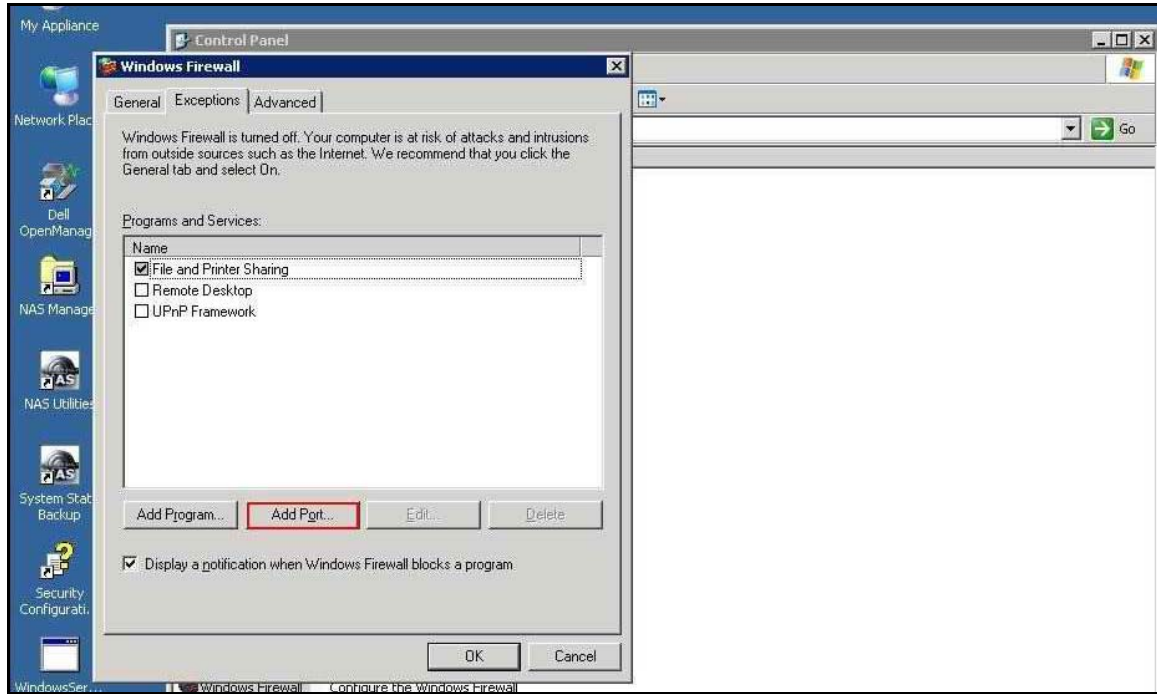 My Appliance
Control Panel
Windows Firewall
General Exceptions Advanced
Network Plac
Go
Windows Firewall is turned off. Your computer is at risk of attacks and intrusions
from outside sources such as the Internet. We recommend that you click the
General tab and select On.
Dell
OpenManag
Programs and Services:
Name
File and Printer Sharing
Remote Desktop
UPnP Framework
NAS Manage
NAS
NAS Utilities
NAS
System Stat
Backup
Add Program... Add Port... Edit... Delete
Display a notification when Windows Firewall blocks a program
Security
Configurati.
OK Cancel
WindowsSer...
Windows Firewall Configure the Windows Firewall